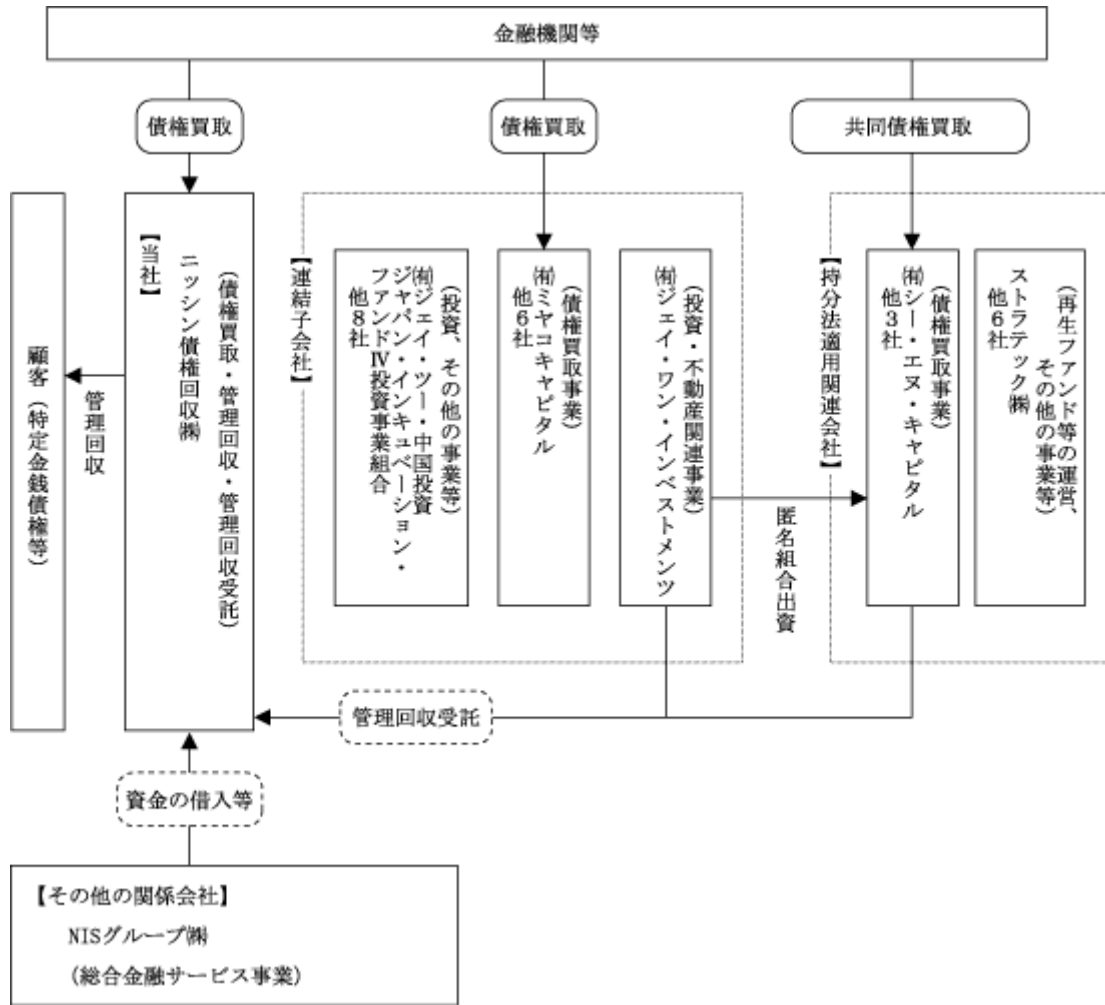 金融機関等
債権買取
債権買取
共同債権買取
顧客（特定金銭債権等）
管理回収
【当社】
ニッシン債権回収㈱
（債権買取・管理回収・管理回収受託）
【連結子会社】
（投資、その他の事業等）
㈲ジェイ・ツー・中国投資
ジャパン・インキュベーション・
ファンドⅣ投資事業組合
他8社
（債権買取事業）
㈲ミヤコキャピタル
他6社
（投資・不動産関連事業）
㈲ジェイ・ワン・インベストメンツ
匿名組合出資
【持分法適用関連会社】
（債権買取事業）
㈲シー・エヌ・キャピタル
他3社
（再生ファンド等の運営、
その他の事業等）
ストラテック㈱
他6社
管理回収受託
資金の借入等
【その他の関係会社】
NISグループ㈱
（総合金融サービス事業）